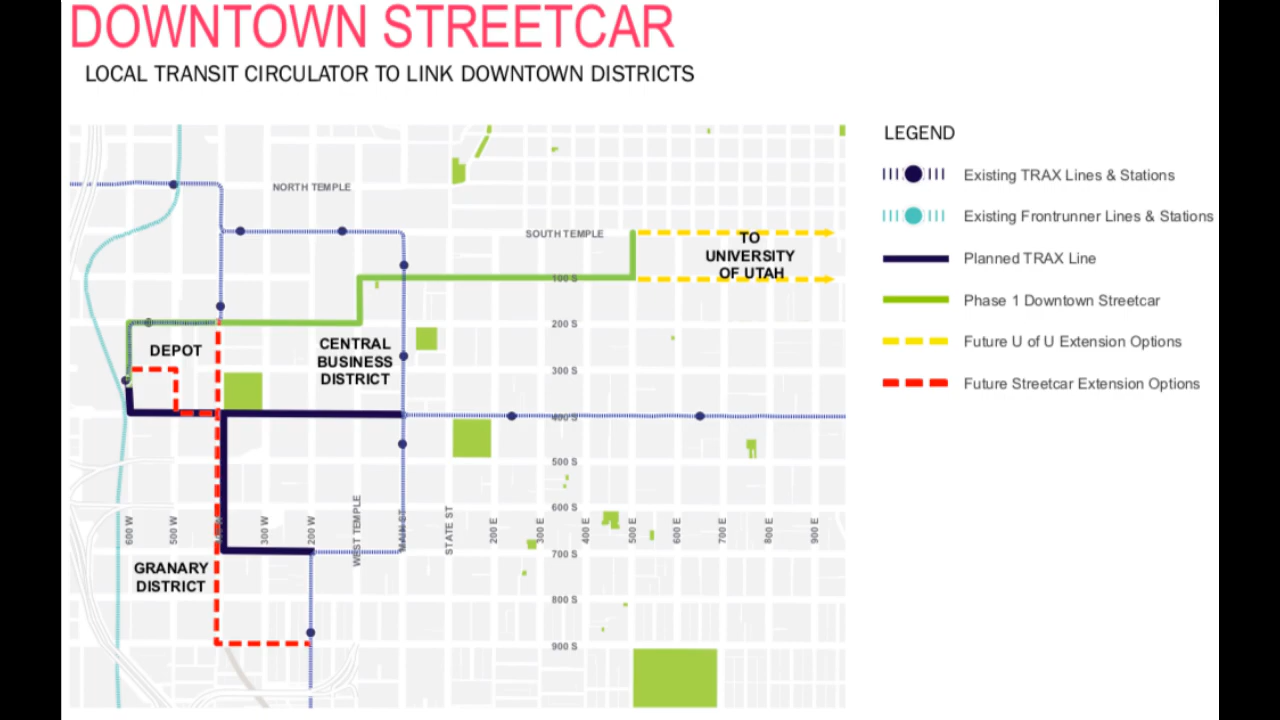 DOWNTOWN STREETCAR
LOCAL TRANSIT CIRCULATOR TO LINK DOWNTOWN DISTRICTS
LEGEND
Existing TRAX Lines & Stations
Existing Frontrunner Lines & Stations
Planned TRAX Line
Phase 1 Downtown Streetcar
Future U of U Extension Options
Future Streetcar Extension Options
NORTH TEMPLE
SOUTH TEMPLE
TO
UNIVERSITY
OF UTAH
100 S
200 S
DEPOT
CENTRAL
BUSINESS
DISTRICT
300 S
400 S
500 S
600 S
600 W
500 W
300 W
200 W
WEST TEMPLE
MAIN ST
STATE ST
200 E
300 E
400 E
500 E
600 E
700 E
800 E
900 E
700 S
GRANARY
DISTRICT
800 S
900 S